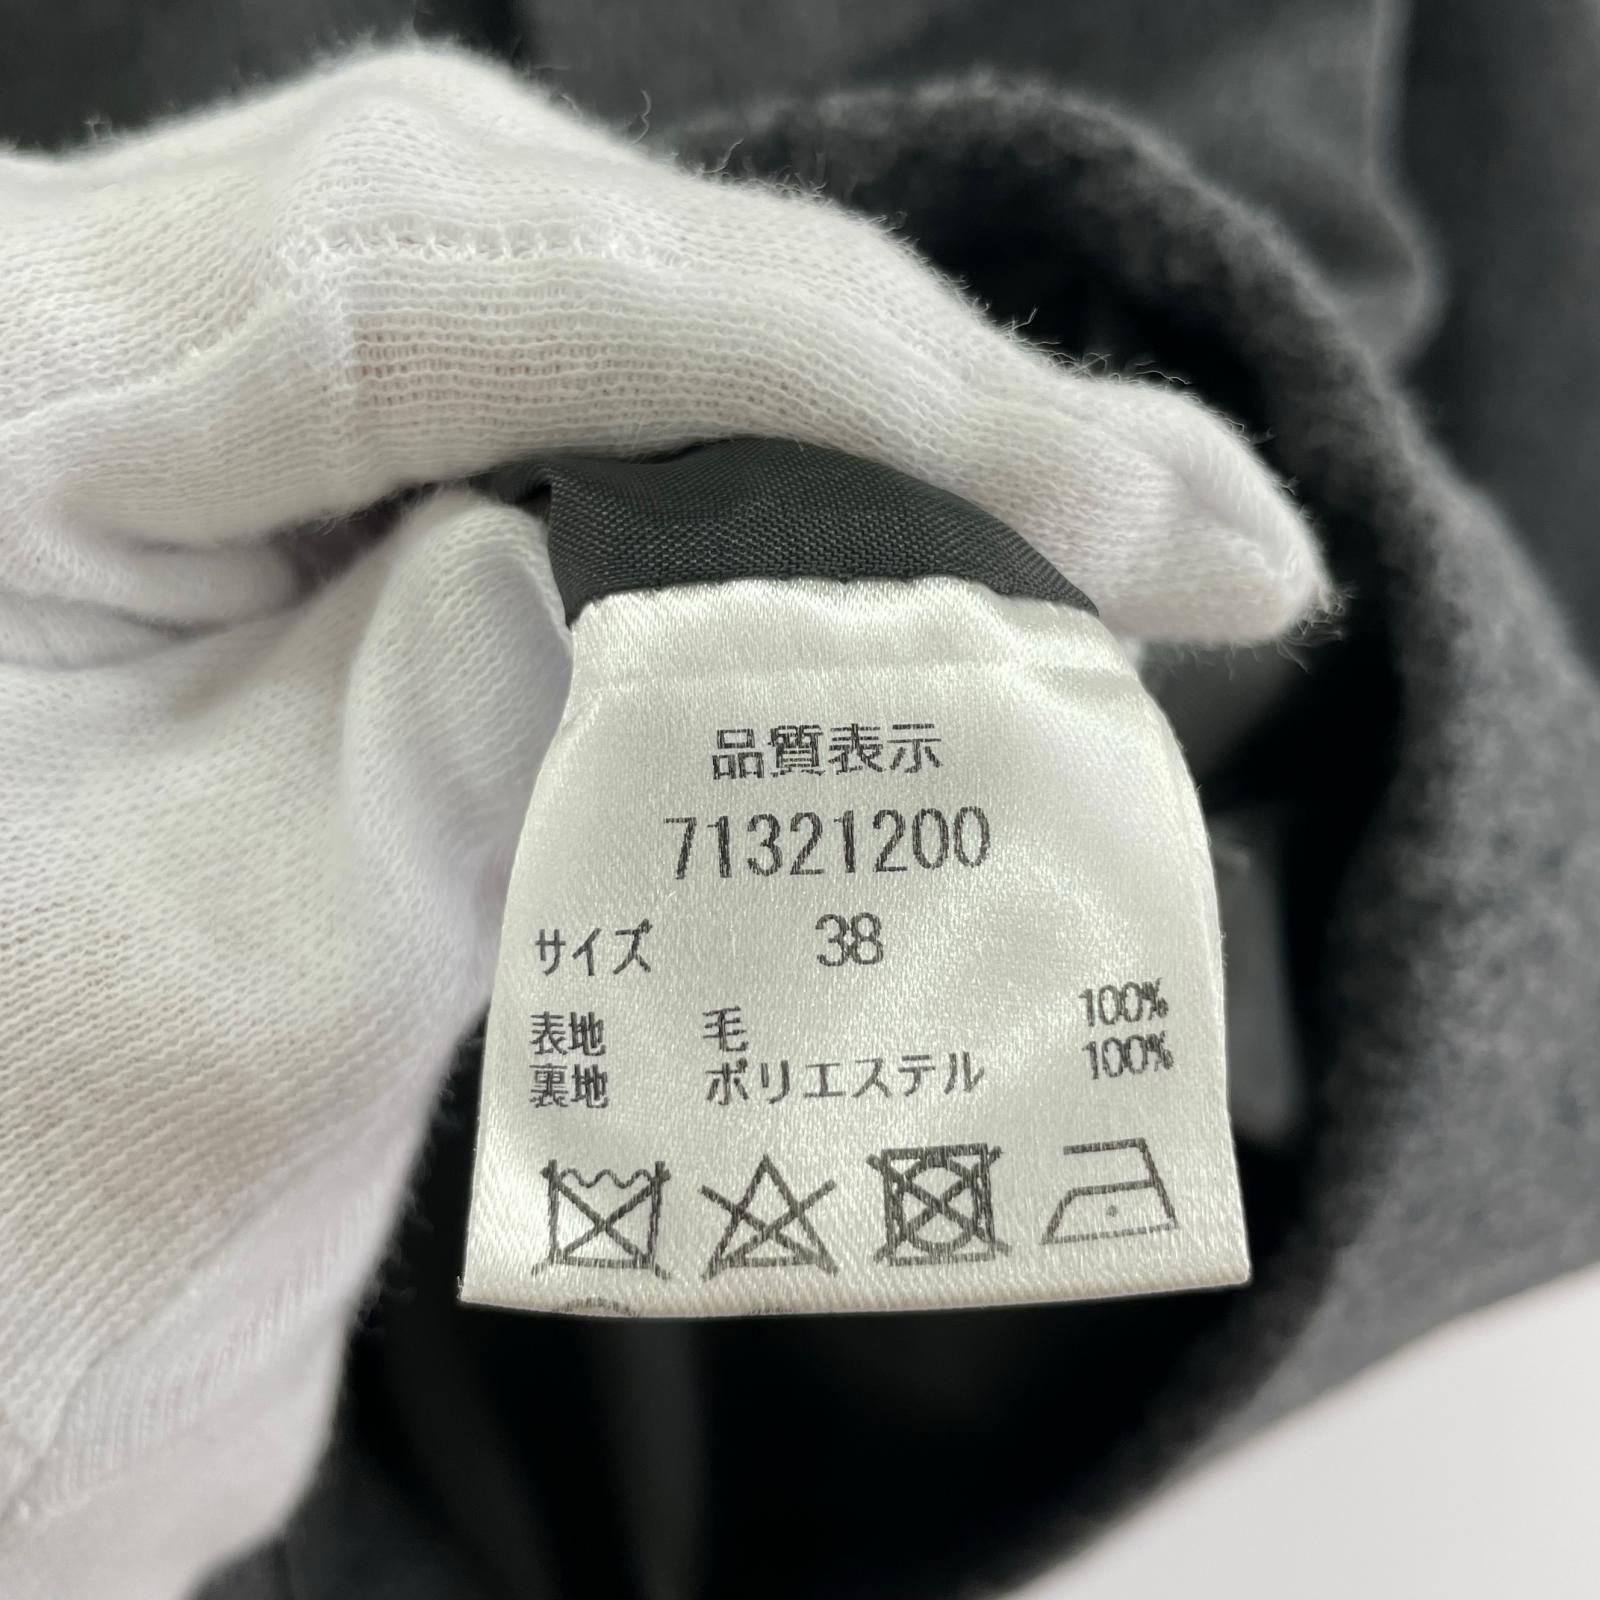 品質表示
71321200
サイズ 38
表地 毛 100%
裏地 ポリエステル 100%